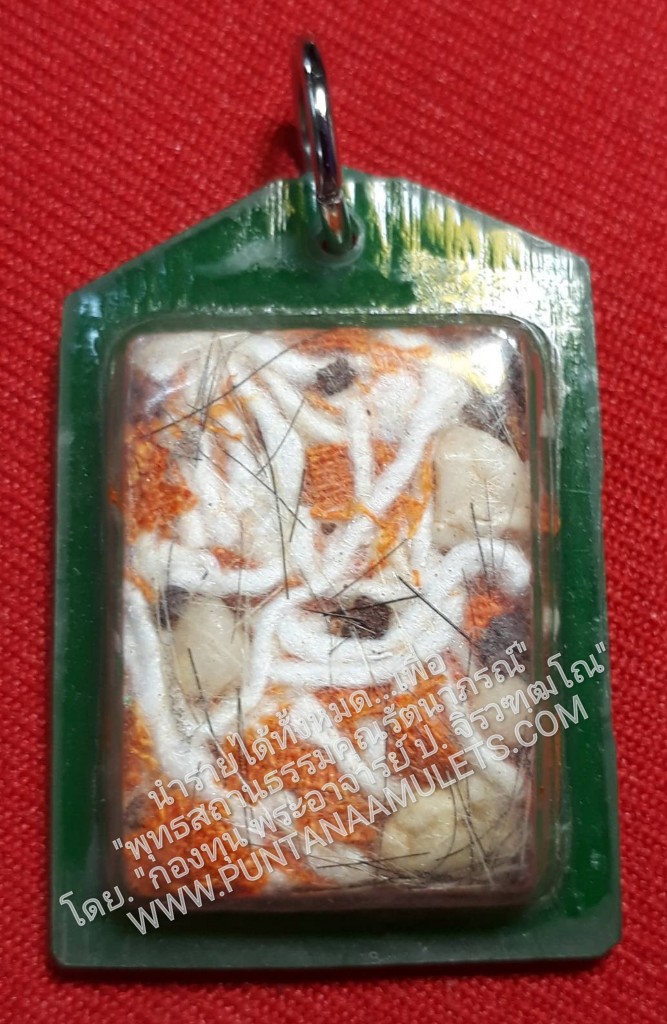 นำรายได้ทั้งหมด...เพื่อ
"พุทธสถานธรรมคุณรัตนาภรณ์"
โดย. "กองทุน พระอาจารย์ ป. จิรวฑฺฒโณ"
WWW.PUNTANAAMULETS.COM